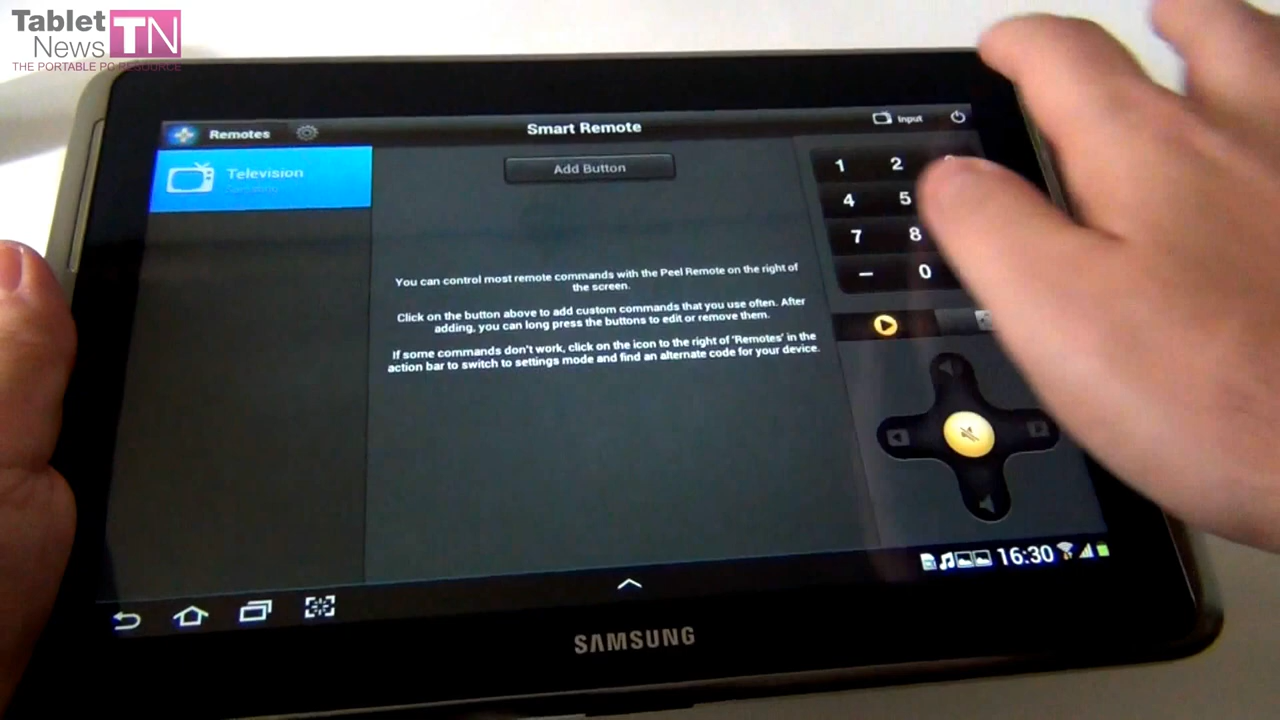 Tablet
News TN
THE PORTABLE PC RESOURCE
Remotes
Smart Remote
Input
Television
Samsung
Add Button
1 2
4 5
7 8
– 0
You can control most remote commands with the Peel Remote on the right of
the screen.
Click on the button above to add custom commands that you use often. After
adding, you can long press the buttons to edit or remove them.
If some commands don't work, click on the icon to the right of 'Remotes' in the
action bar to switch to settings mode and find an alternate code for your device.
16:30
SAMSUNG